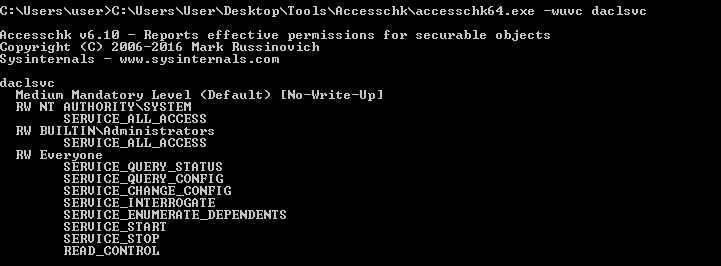 C:\Users\user>C:\Users\User\Desktop\Tools\Accesschk\accesschk64.exe -wuvc daclsvc
Accesschk v6.10 - Reports effective permissions for securable objects
Copyright (C) 2006-2016 Mark Russinovich
Sysinternals - www.sysinternals.com
daclsvc
Medium Mandatory Level (Default) [No-Write-Up]
RW NT AUTHORITY\SYSTEM
SERVICE_ALL_ACCESS
RW BUILTIN\Administrators
SERVICE_ALL_ACCESS
RW Everyone
SERVICE_QUERY_STATUS
SERVICE_QUERY_CONFIG
SERVICE_CHANGE_CONFIG
SERVICE_INTERROGATE
SERVICE_ENUMERATE_DEPENDENTS
SERVICE_START
SERVICE_STOP
READ_CONTROL